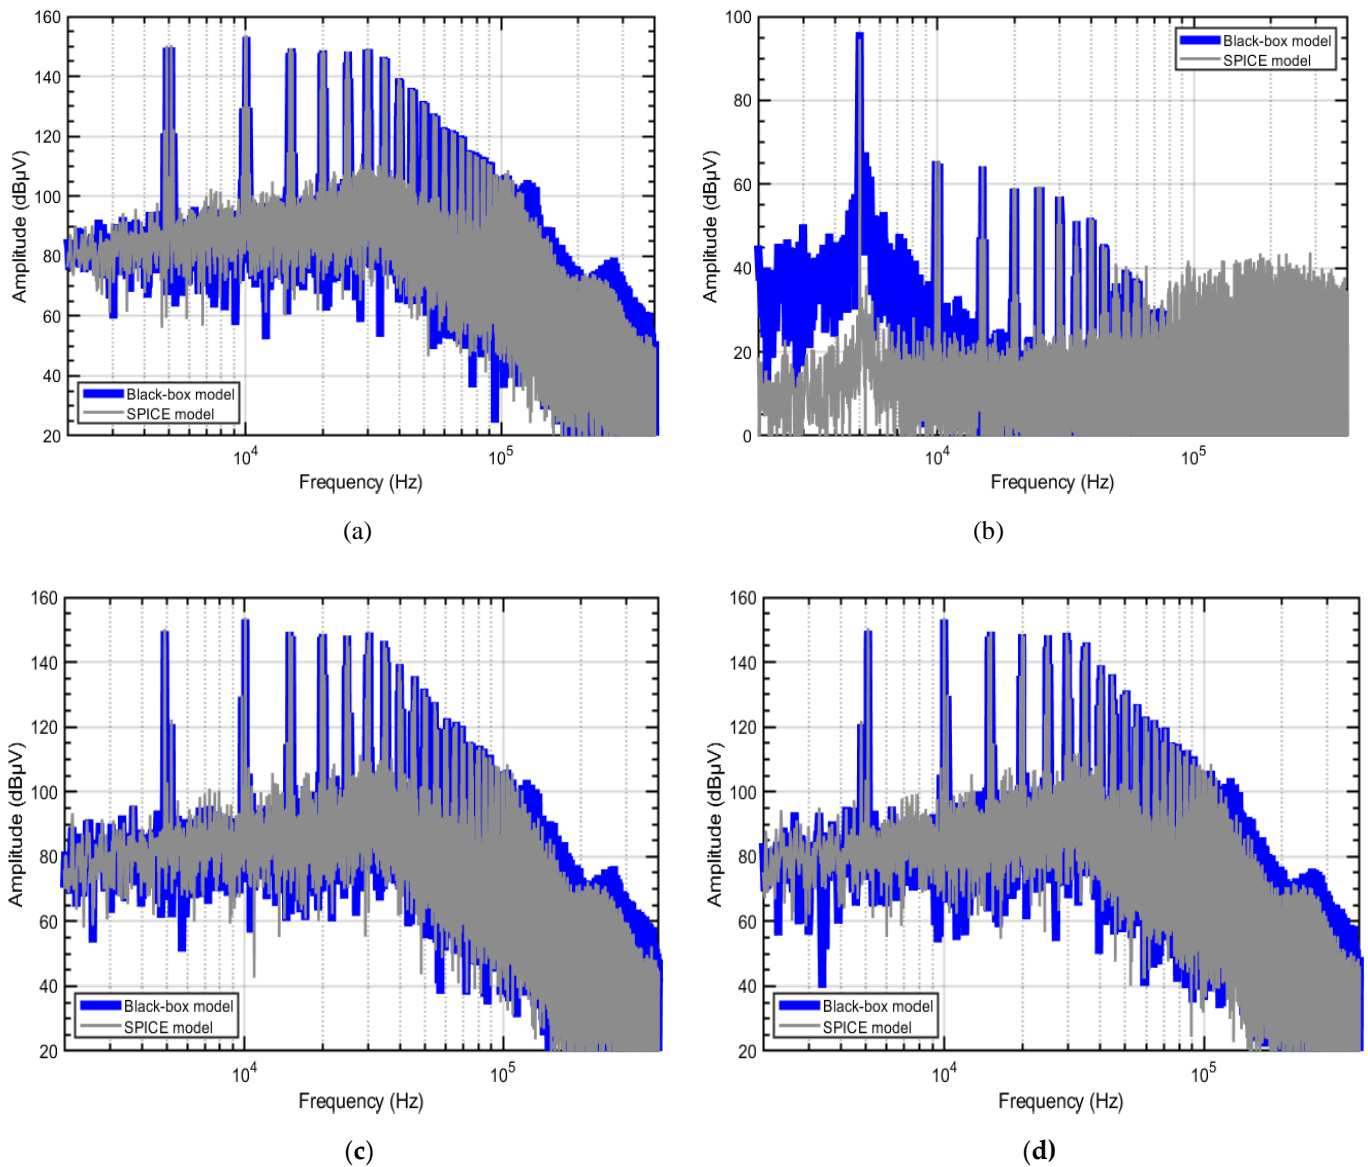 160
140
120
100
80
60
40
20
Amplitude (dBµV)
Black-box model
SPICE model
10^4
10^5
Frequency (Hz)
(a)
100
80
60
40
20
0
Amplitude (dBµV)
Black-box model
SPICE model
10^4
10^5
Frequency (Hz)
(b)
160
140
120
100
80
60
40
20
Amplitude (dBµV)
Black-box model
SPICE model
10^4
10^5
Frequency (Hz)
(c)
160
140
120
100
80
60
40
20
Amplitude (dBµV)
Black-box model
SPICE model
10^4
10^5
Frequency (Hz)
(d)